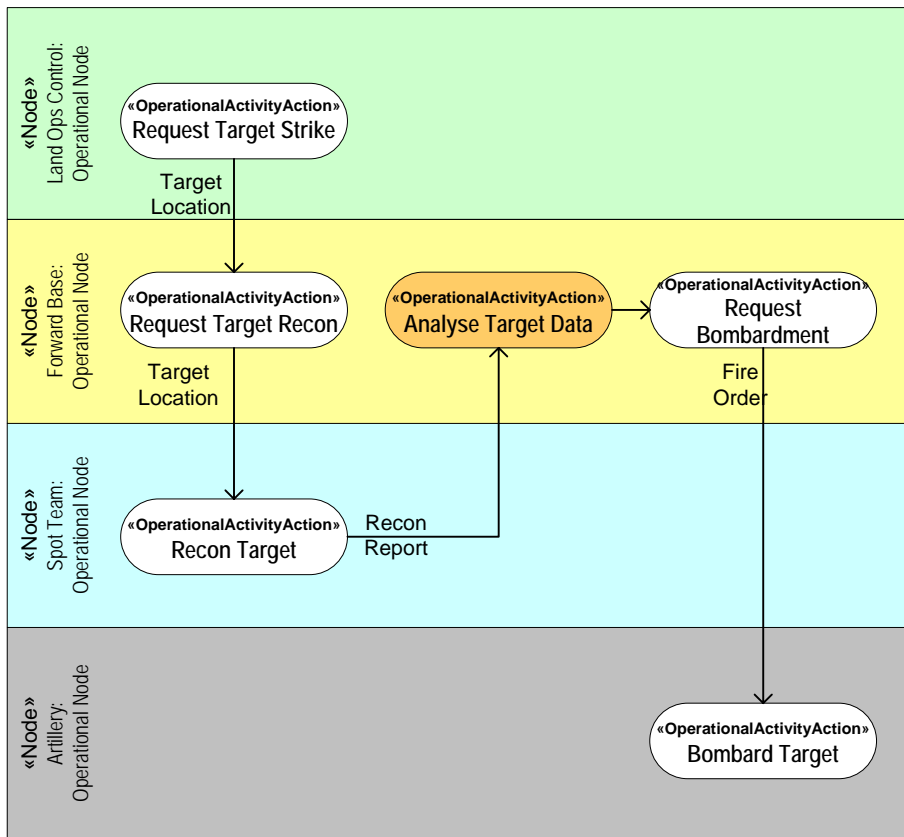 «Node»
Land Ops Control:
Operational Node
«OperationalActivityAction»
Request Target Strike
Target
Location
«Node»
Forward Base:
Operational Node
«OperationalActivityAction»
Request Target Recon
Target
Location
«OperationalActivityAction»
Analyse Target Data
«OperationalActivityAction»
Request
Bombardment
Fire
Order
«Node»
Spot Team:
Operational Node
«OperationalActivityAction»
Recon Target
Recon
Report
«Node»
Artillery:
Operational Node
«OperationalActivityAction»
Bombard Target